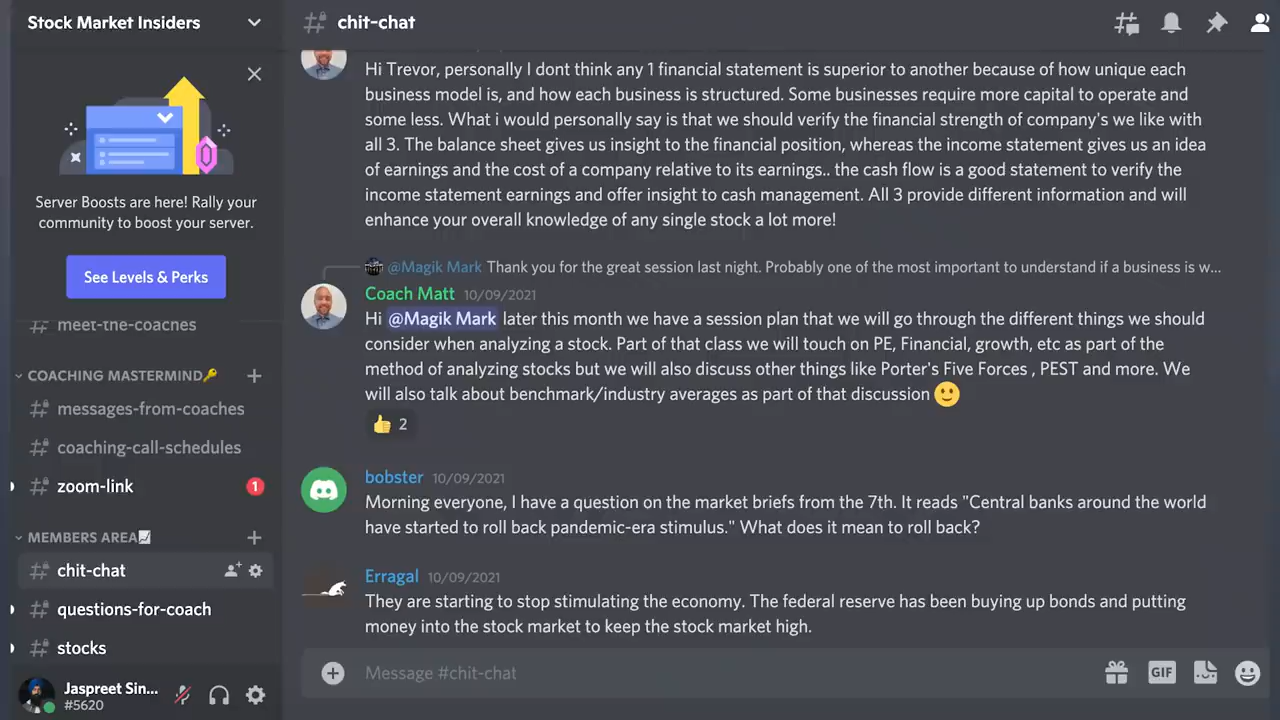 Stock Market Insiders
Server Boosts are here! Rally your
community to boost your server.
See Levels & Perks
meet-the-coaches
COACHING MASTERMIND🔑
messages-from-coaches
coaching-call-schedules
zoom-link
1
MEMBERS AREA📈
chit-chat
questions-for-coach
stocks
Jaspreet Sin...
#5620
chit-chat
Hi Trevor, personally I dont think any 1 financial statement is superior to another because of how unique each
business model is, and how each business is structured. Some businesses require more capital to operate and
some less. What i would personally say is that we should verify the financial strength of company's we like with
all 3. The balance sheet gives us insight to the financial position, whereas the income statement gives us an idea
of earnings and the cost of a company relative to its earnings.. the cash flow is a good statement to verify the
income statement earnings and offer insight to cash management. All 3 provide different information and will
enhance your overall knowledge of any single stock a lot more!
@Magik Mark Thank you for the great session last night. Probably one of the most important to understand if a business is w...
Coach Matt 10/09/2021
Hi @Magik Mark later this month we have a session plan that we will go through the different things we should
consider when analyzing a stock. Part of that class we will touch on PE, Financial, growth, etc as part of the
method of analyzing stocks but we will also discuss other things like Porter's Five Forces , PEST and more. We
will also talk about benchmark/industry averages as part of that discussion 🙂
👍 2
bobster 10/09/2021
Morning everyone, I have a question on the market briefs from the 7th. It reads "Central banks around the world
have started to roll back pandemic-era stimulus." What does it mean to roll back?
Erragal 10/09/2021
They are starting to stop stimulating the economy. The federal reserve has been buying up bonds and putting
money into the stock market to keep the stock market high.
Message #chit-chat
GIF